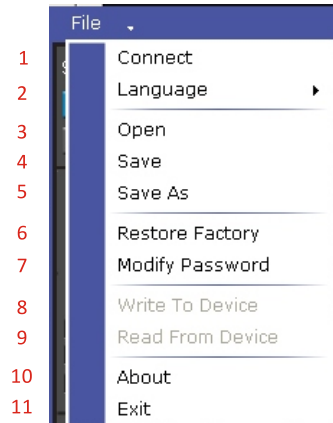 File
1 Connect
2 Language
3 Open
4 Save
5 Save As
6 Restore Factory
7 Modify Password
8 Write To Device
9 Read From Device
10 About
11 Exit